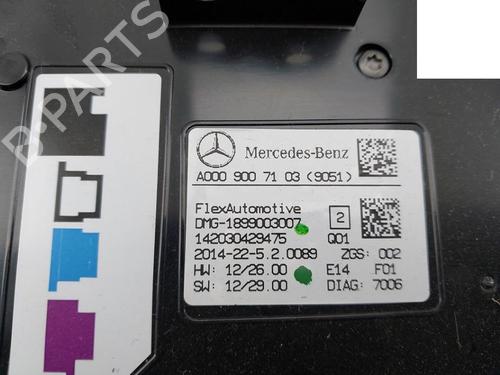 B-PARTS
Mercedes-Benz
A000 900 71 03 (9051)
FlexAutomotive
DMG-1899003007
2
142030429475 Q01
2014-22-5.2.0089 ZGS: 002
HW: 12/26.00 E14 F01
SW: 12/29.00 DIAG: 7006